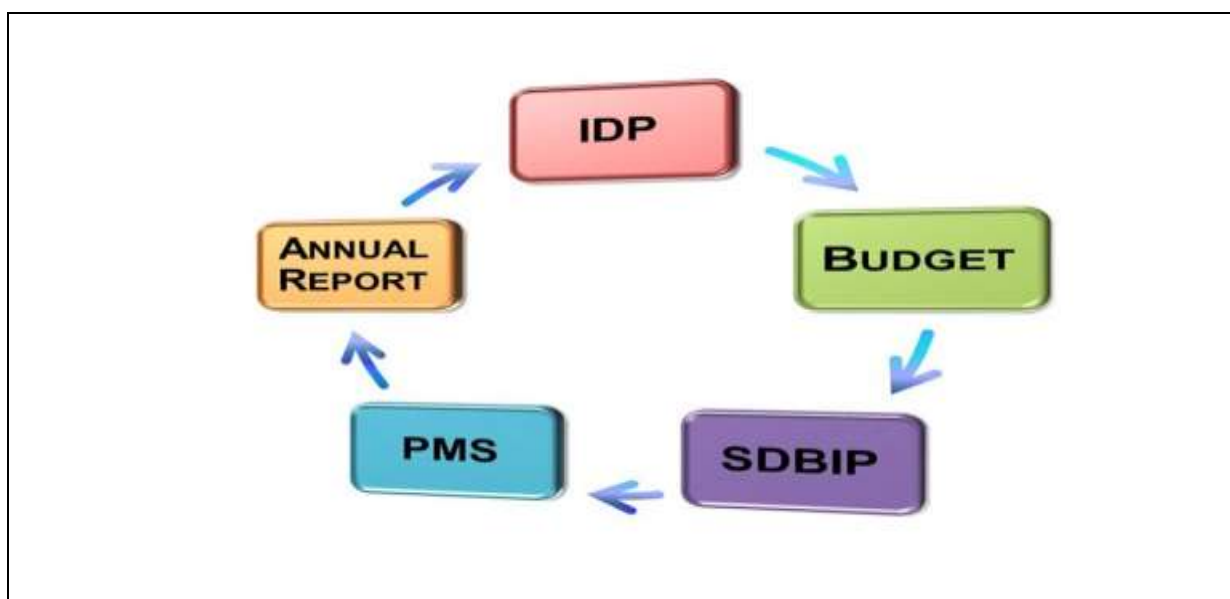 IDP
BUDGET
SDBIP
PMS
ANNUAL
REPORT